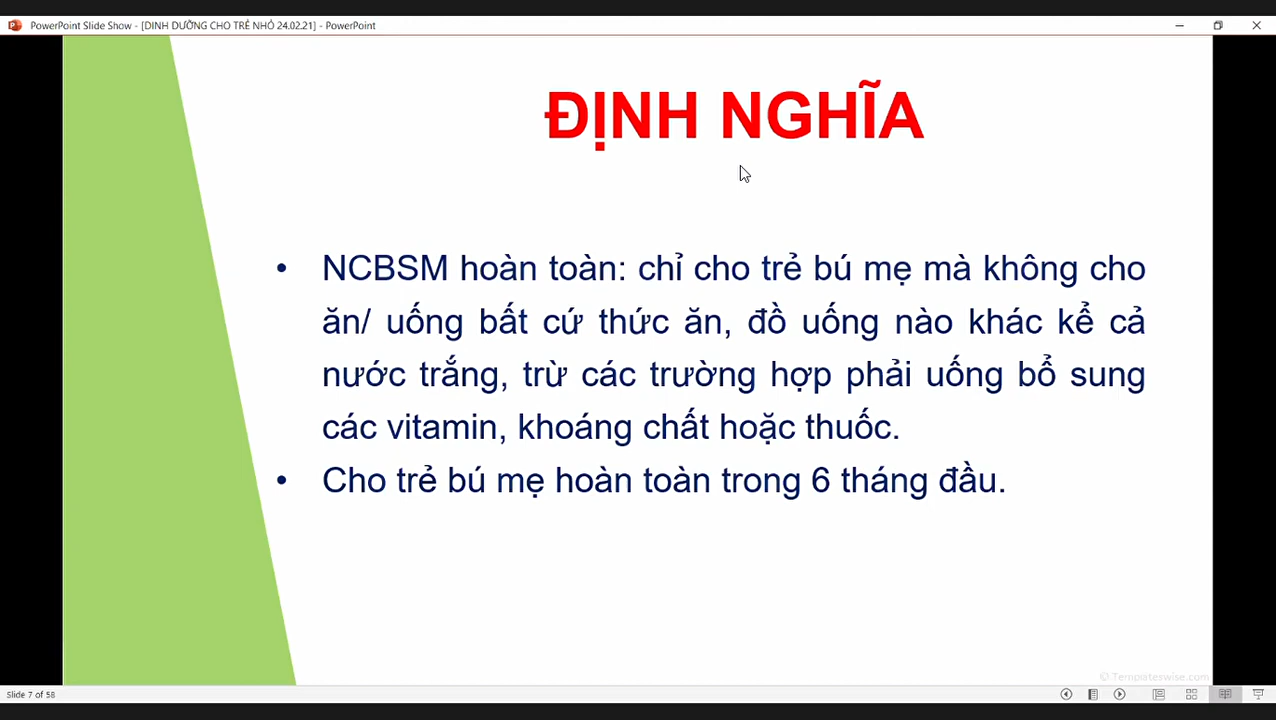 PowerPoint Slide Show - [DINH DƯỠNG CHO TRẺ NHỎ 24.02.21] - PowerPoint
ĐỊNH NGHĨA
• NCBSM hoàn toàn: chỉ cho trẻ bú mẹ mà không cho
ăn/ uống bất cứ thức ăn, đồ uống nào khác kể cả
nước trắng, trừ các trường hợp phải uống bổ sung
các vitamin, khoáng chất hoặc thuốc.
• Cho trẻ bú mẹ hoàn toàn trong 6 tháng đầu.
© Tempateswise.com
Slide 7 of 58